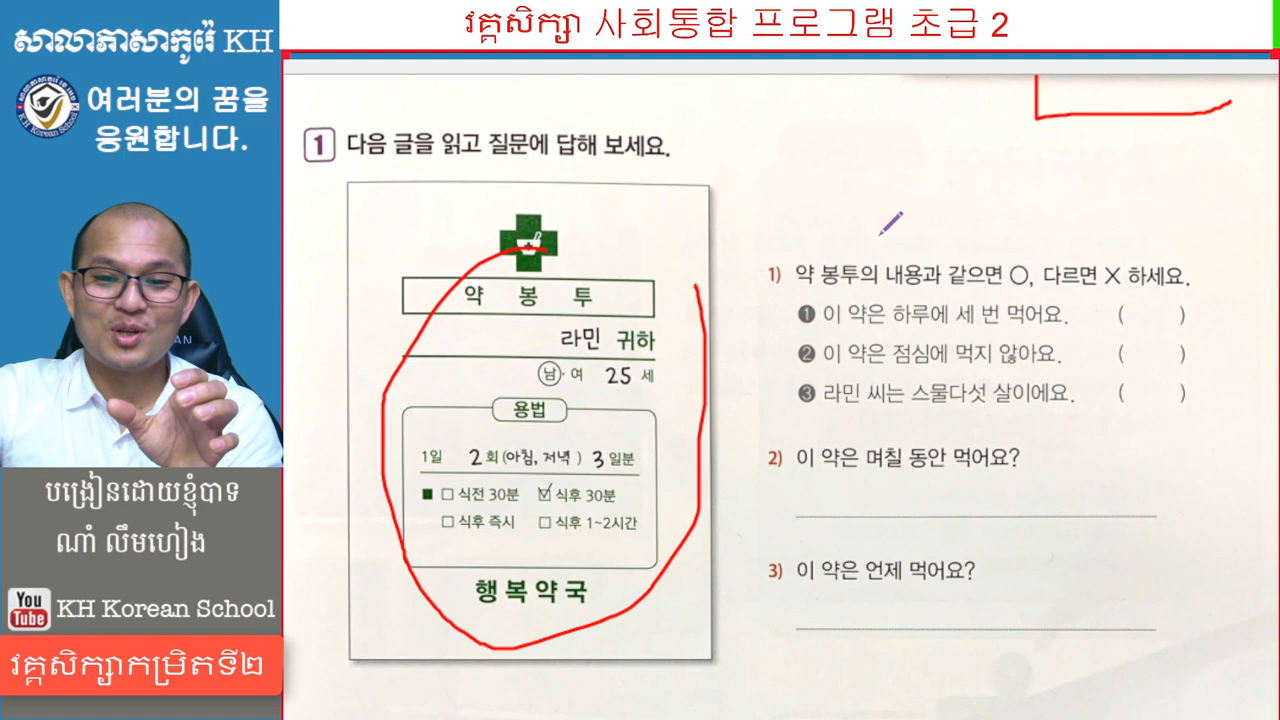 សាលាភាសាកូរ៉េ KH
KH Korean School
여러분의 꿈을
응원합니다.
បង្រៀនដោយខ្ញុំបាទ
ណាំ លឹមហៀង
You
Tube
KH Korean School
វគ្គសិក្សាកម្រិតទី២
វគ្គសិក្សា 사회통합 프로그램 초급 2
1 다음 글을 읽고 질문에 답해 보세요.
약 봉 투
라민 귀하
남·여 25 세
용법
1일 2회(아침, 저녁) 3일분
■ □ 식전 30분 ☑ 식후 30분
□ 식후 즉시 □ 식후 1~2시간
행복약국
1) 약 봉투의 내용과 같으면 ○, 다르면 X 하세요.
❶ 이 약은 하루에 세 번 먹어요. ( )
❷ 이 약은 점심에 먹지 않아요. ( )
❸ 라민 씨는 스물다섯 살이에요. ( )
2) 이 약은 며칠 동안 먹어요?
3) 이 약은 언제 먹어요?